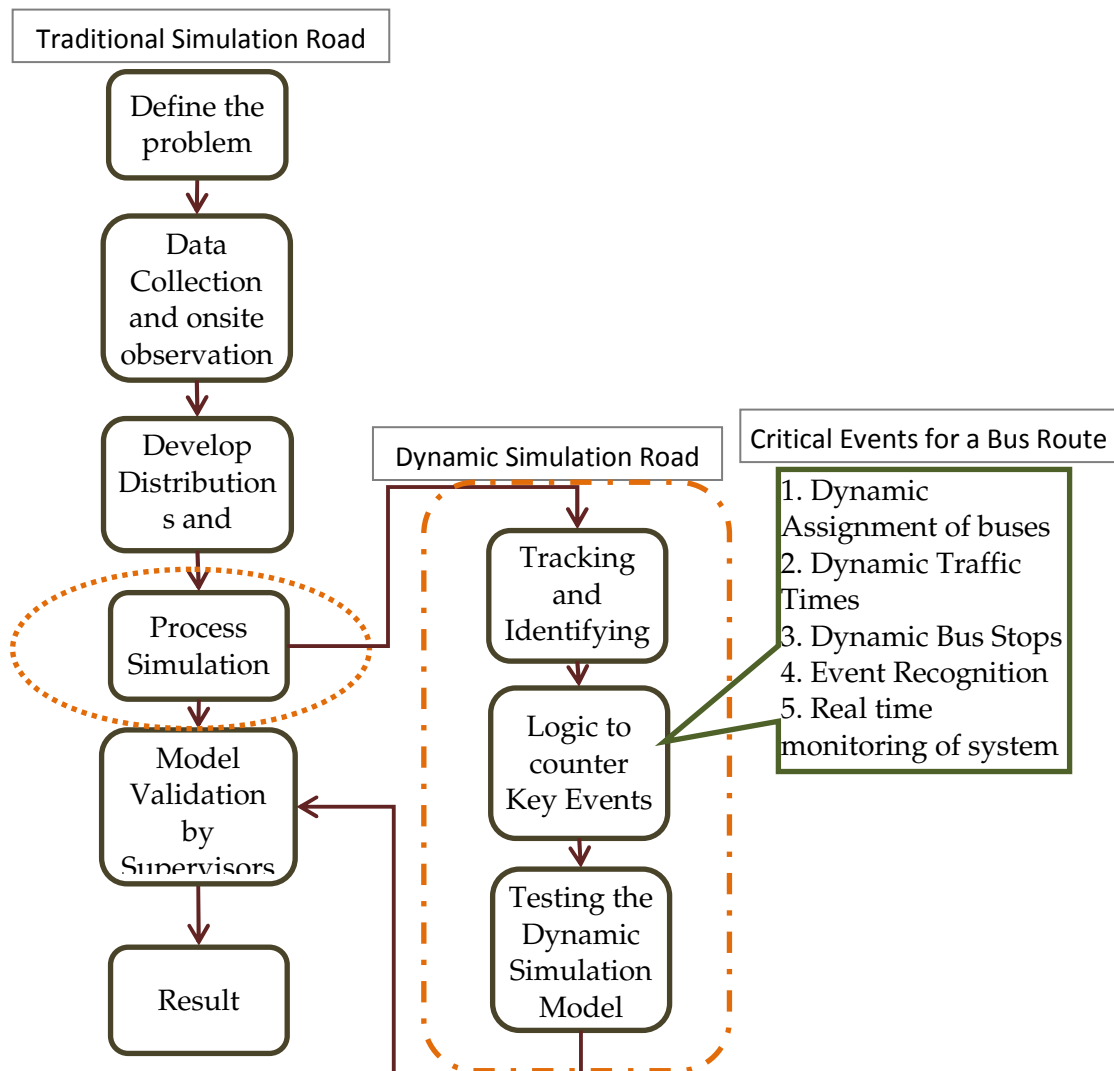 Traditional Simulation Road
Define the
problem
Data
Collection
and onsite
observation
Develop
Distribution
s and
Process
Simulation
Model
Validation
by
Supervisors
Result
Dynamic Simulation Road
Tracking
and
Identifying
Logic to
counter
Key Events
Testing the
Dynamic
Simulation
Model
Critical Events for a Bus Route
1. Dynamic
Assignment of buses
2. Dynamic Traffic
Times
3. Dynamic Bus Stops
4. Event Recognition
5. Real time
monitoring of system